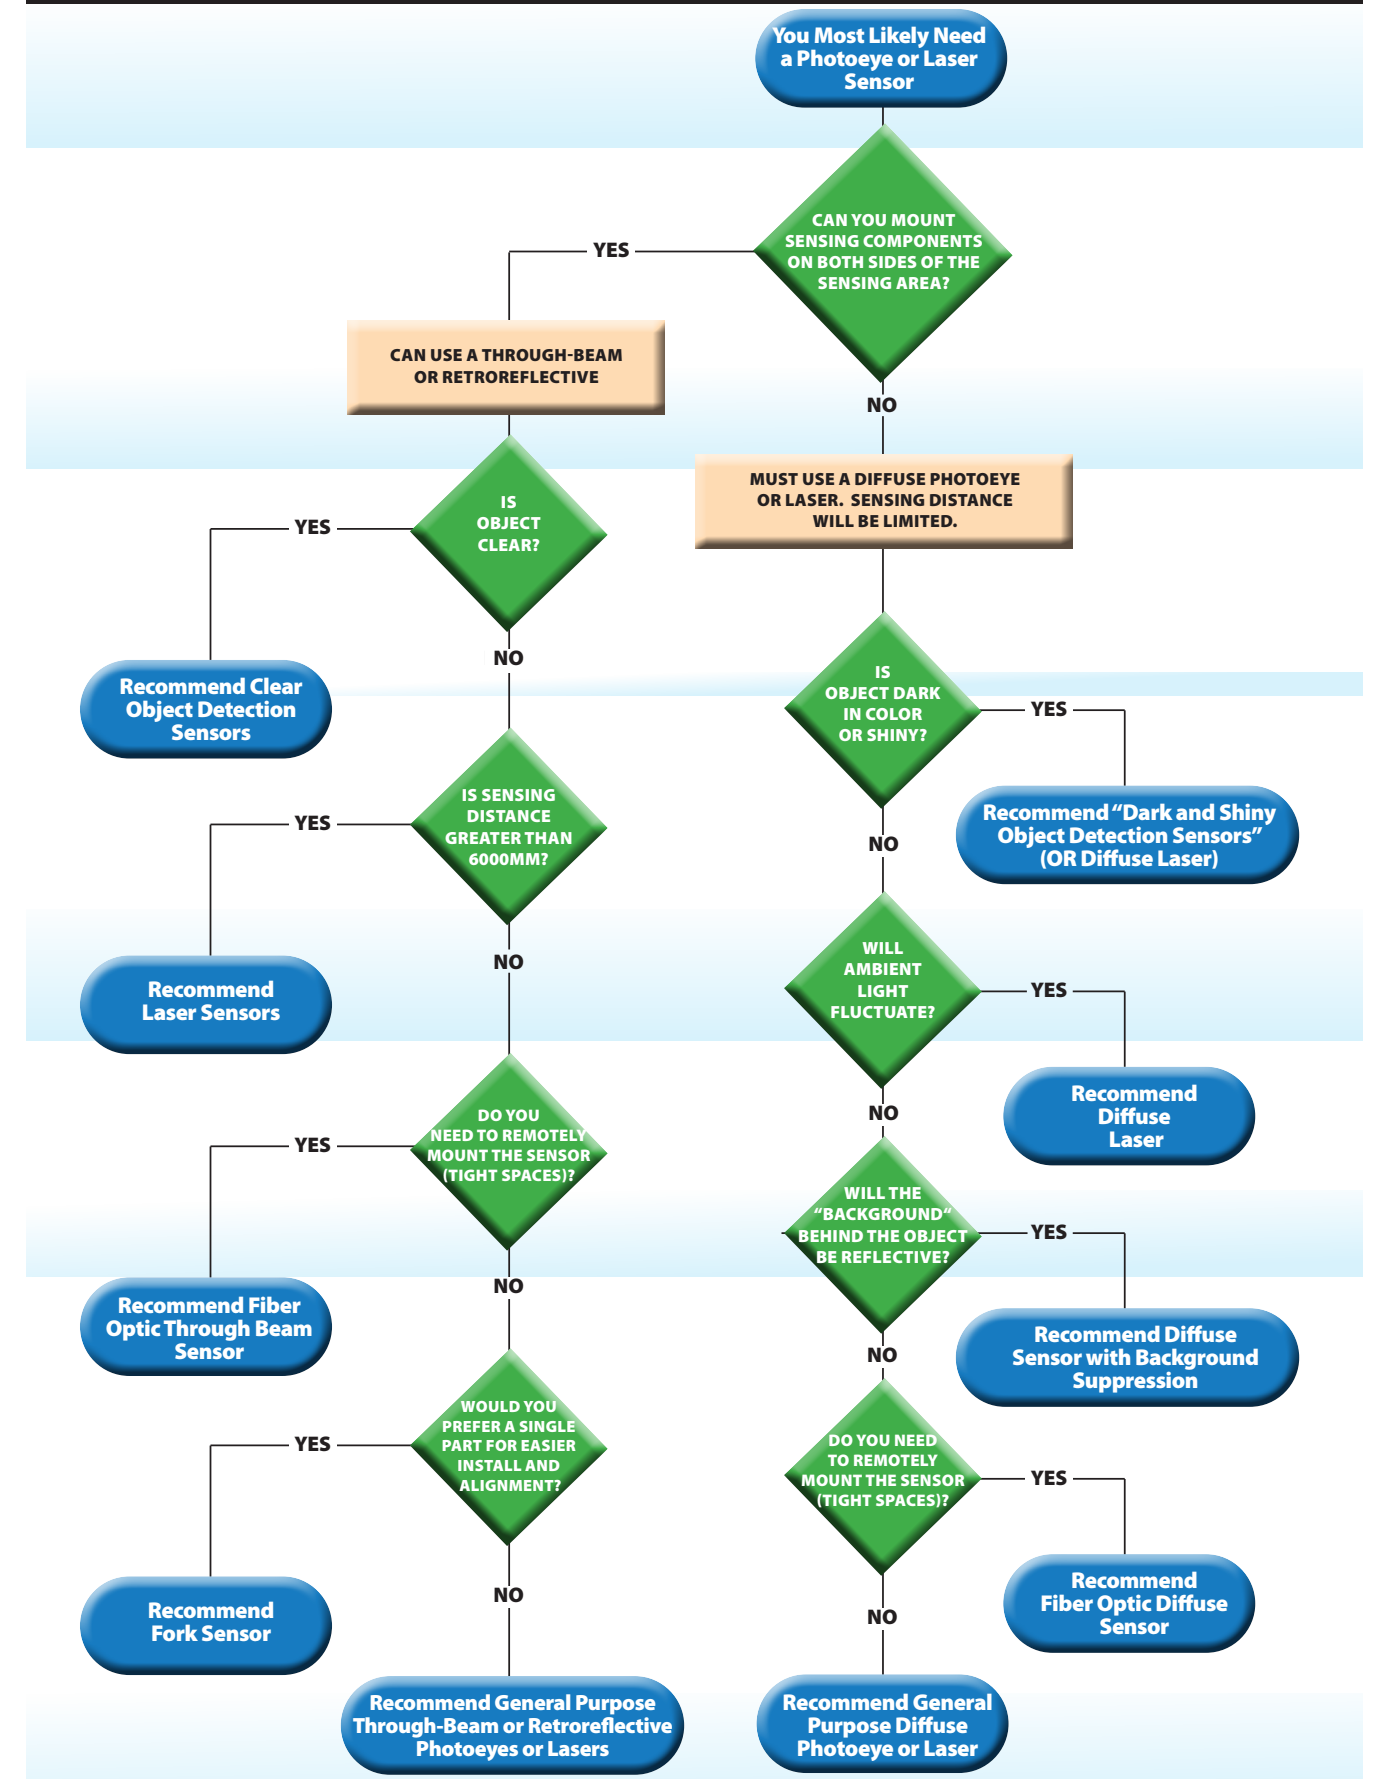 You Most Likely Need
a Photoeye or Laser
Sensor
CAN YOU MOUNT
SENSING COMPONENTS
ON BOTH SIDES OF THE
SENSING AREA?
YES
NO
CAN USE A THROUGH-BEAM
OR RETROREFLECTIVE
IS
OBJECT
CLEAR?
YES
NO
Recommend Clear
Object Detection
Sensors
IS SENSING
DISTANCE
GREATER THAN
6000MM?
YES
NO
Recommend
Laser Sensors
DO YOU
NEED TO REMOTELY
MOUNT THE SENSOR
(TIGHT SPACES)?
YES
NO
Recommend Fiber
Optic Through Beam
Sensor
WOULD YOU
PREFER A SINGLE
PART FOR EASIER
INSTALL AND
ALIGNMENT?
YES
NO
Recommend
Fork Sensor
Recommend General Purpose
Through-Beam or Retroreflective
Photoeyes or Lasers
MUST USE A DIFFUSE PHOTOEYE
OR LASER. SENSING DISTANCE
WILL BE LIMITED.
IS
OBJECT DARK
IN COLOR
OR SHINY?
YES
NO
Recommend “Dark and Shiny
Object Detection Sensors”
(OR Diffuse Laser)
WILL
AMBIENT
LIGHT
FLUCTUATE?
YES
NO
Recommend
Diffuse
Laser
WILL THE
“BACKGROUND“
BEHIND THE OBJECT
BE REFLECTIVE?
YES
NO
Recommend Diffuse
Sensor with Background
Suppression
DO YOU NEED
TO REMOTELY
MOUNT THE SENSOR
(TIGHT SPACES)?
YES
NO
Recommend
Fiber Optic Diffuse
Sensor
Recommend General
Purpose Diffuse
Photoeye or Laser